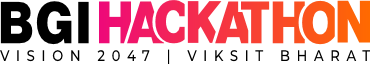 BGI HACKATHON
VISION 2047 | VIKSIT BHARAT